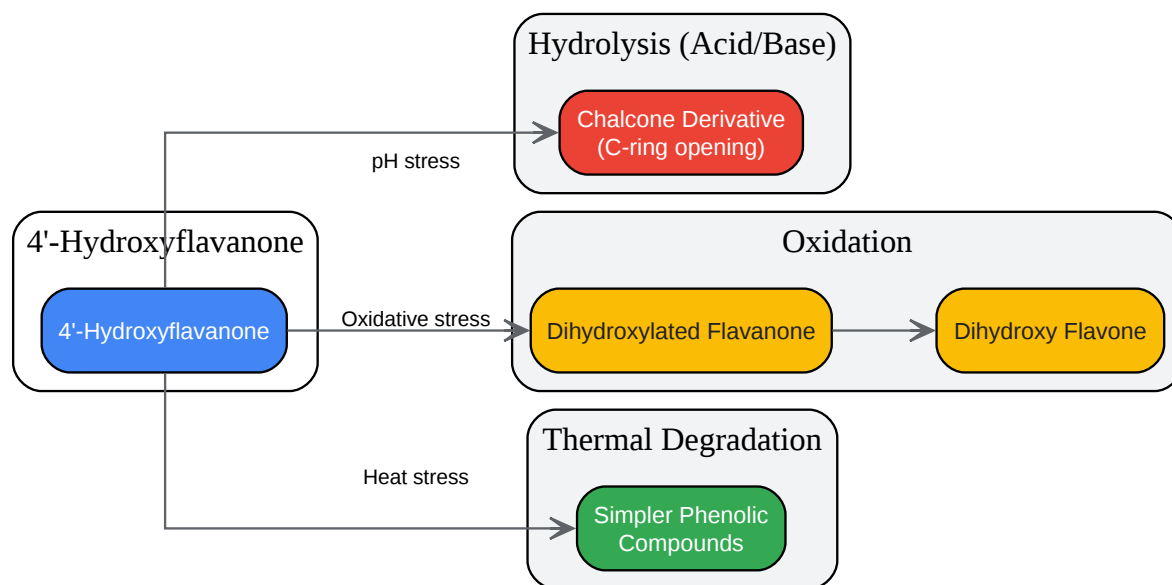 Hydrolysis (Acid/Base)
Chalcone Derivative
(C-ring opening)
pH stress
4'-Hydroxyflavanone
4'-Hydroxyflavanone
Oxidative stress
Oxidation
Dihydroxylated Flavanone
Dihydroxy Flavone
Thermal Degradation
Heat stress
Simpler Phenolic
Compounds